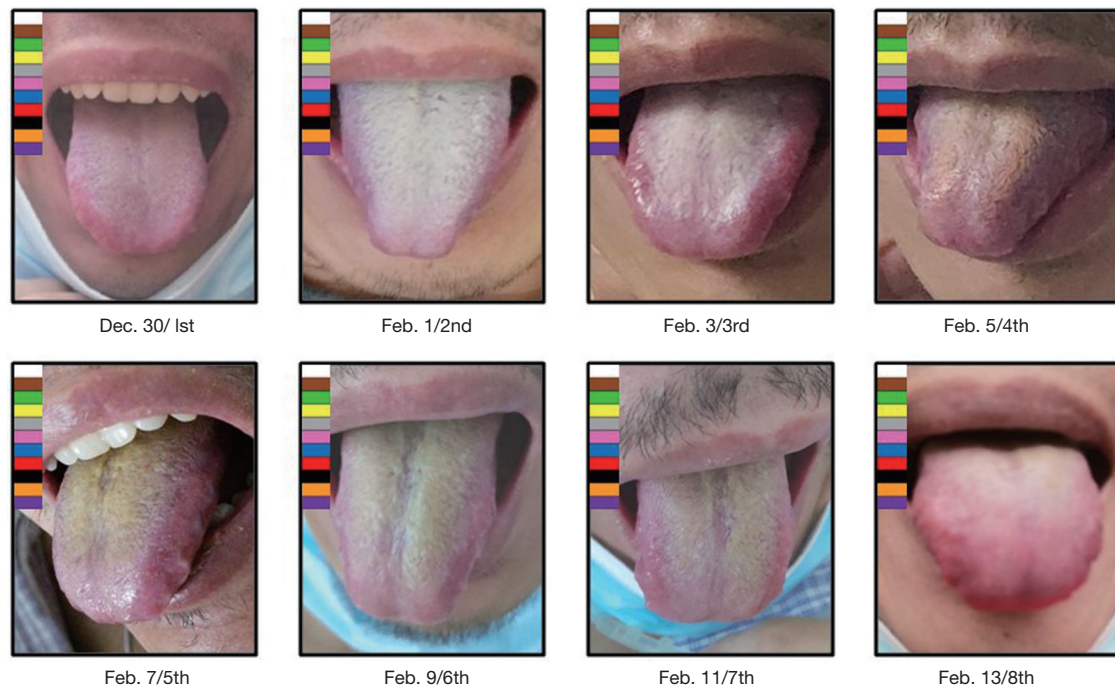 Dec. 30/ lst
Feb. 1/2nd
Feb. 3/3rd
Feb. 5/4th
Feb. 7/5th
Feb. 9/6th
Feb. 11/7th
Feb. 13/8th